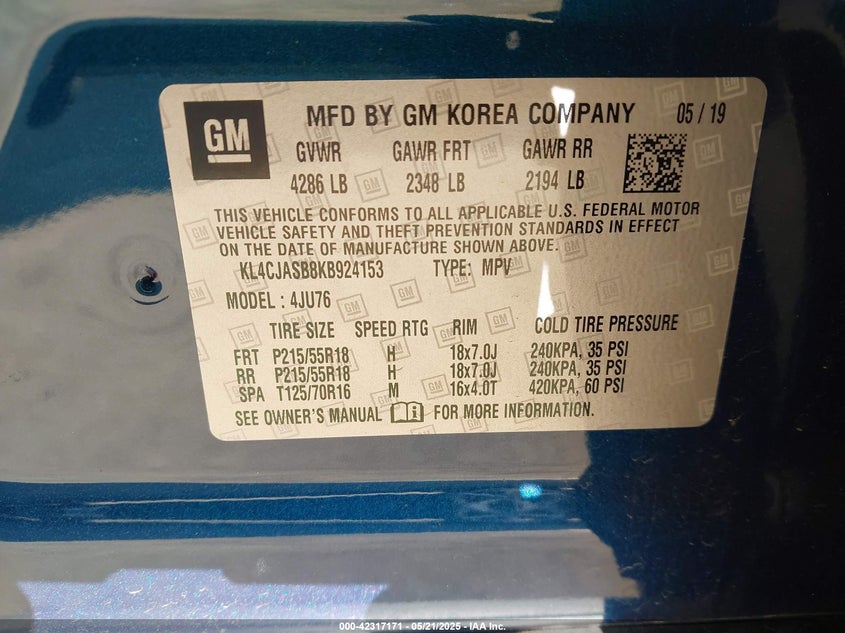 GM
MFD BY GM KOREA COMPANY 05 / 19
GVWR GAWR FRT GAWR RR
4286 LB 2348 LB 2194 LB
THIS VEHICLE CONFORMS TO ALL APPLICABLE U.S. FEDERAL MOTOR
VEHICLE SAFETY AND THEFT PREVENTION STANDARDS IN EFFECT
ON THE DATE OF MANUFACTURE SHOWN ABOVE.
KL4CJASB8KB924153 TYPE: MPV
MODEL : 4JU76
TIRE SIZE SPEED RTG RIM COLD TIRE PRESSURE
FRT P215/55R18 H 18x7.0J 240KPA, 35 PSI
RR P215/55R18 H 18x7.0J 240KPA, 35 PSI
SPA T125/70R16 M 16x4.0T 420KPA, 60 PSI
SEE OWNER'S MANUAL FOR MORE INFORMATION.
000-42317171 — 05/21/2025 — IAA Inc.